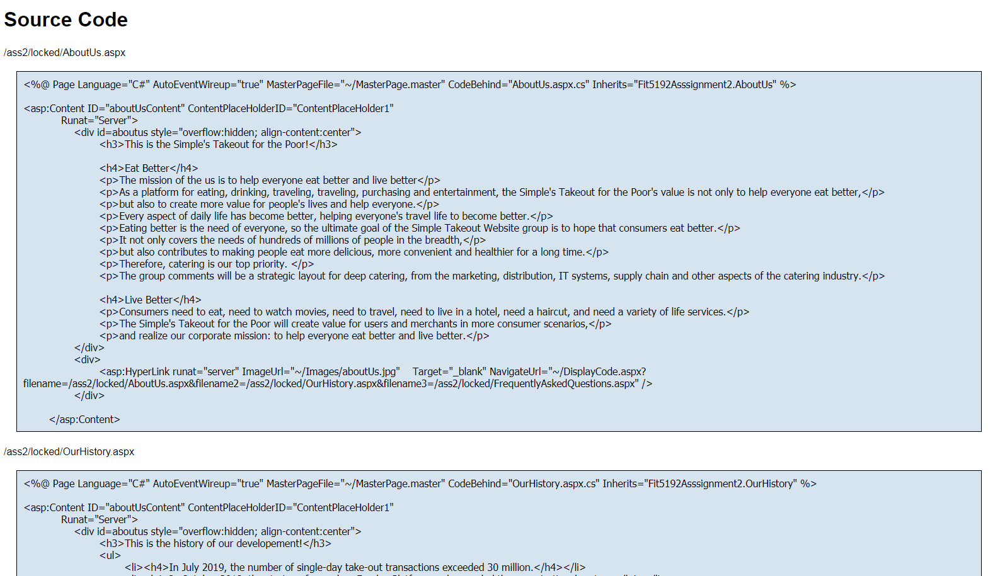 Source Code
/ass2/locked/AboutUs.aspx
<%@ Page Language="C#" AutoEventWireup="true" MasterPageFile="~/MasterPage.master" CodeBehind="AboutUs.aspx.cs" Inherits="Fit5192Asssignment2.AboutUs" %>
<asp:Content ID="aboutUsContent" ContentPlaceHolderID="ContentPlaceHolder1"
Runat="Server">
<div id=aboutus style="overflow:hidden; align-content:center">
<h3>This is the Simple's Takeout for the Poor!</h3>
<h4>Eat Better</h4>
<p>The mission of the us is to help everyone eat better and live better</p>
<p>As a platform for eating, drinking, traveling, traveling, purchasing and entertainment, the Simple's Takeout for the Poor's value is not only to help everyone eat better,</p>
<p>but also to create more value for people's lives and help everyone.</p>
<p>Every aspect of daily life has become better, helping everyone's travel life to become better.</p>
<p>Eating better is the need of everyone, so the ultimate goal of the Simple Takeout Website group is to hope that consumers eat better.</p>
<p>It not only covers the needs of hundreds of millions of people in the breadth,</p>
<p>but also contributes to making people eat more delicious, more convenient and healthier for a long time.</p>
<p>Therefore, catering is our top priority. </p>
<p>The group comments will be a strategic layout for deep catering, from the marketing, distribution, IT systems, supply chain and other aspects of the catering industry.</p>
<h4>Live Better</h4>
<p>Consumers need to eat, need to watch movies, need to travel, need to live in a hotel, need a haircut, and need a variety of life services.</p>
<p>The Simple's Takeout for the Poor will create value for users and merchants in more consumer scenarios,</p>
<p>and realize our corporate mission: to help everyone eat better and live better.</p>
</div>
<div>
<asp:HyperLink runat="server" ImageUrl="~/Images/aboutUs.jpg" Target="_blank" NavigateUrl="~/DisplayCode.aspx?
filename=/ass2/locked/AboutUs.aspx&filename2=/ass2/locked/OurHistory.aspx&filename3=/ass2/locked/FrequentlyAskedQuestions.aspx" />
</div>
</asp:Content>
/ass2/locked/OurHistory.aspx
<%@ Page Language="C#" AutoEventWireup="true" MasterPageFile="~/MasterPage.master" CodeBehind="OurHistory.aspx.cs" Inherits="Fit5192Asssignment2.OurHistory" %>
<asp:Content ID="aboutUsContent" ContentPlaceHolderID="ContentPlaceHolder1"
Runat="Server">
<div id=aboutus style="overflow:hidden; align-content:center">
<h3>This is the history of our developement!</h3>
<ul>
<li><h4>In July 2019, the number of single-day take-out transactions exceeded 30 million.</h4></li>